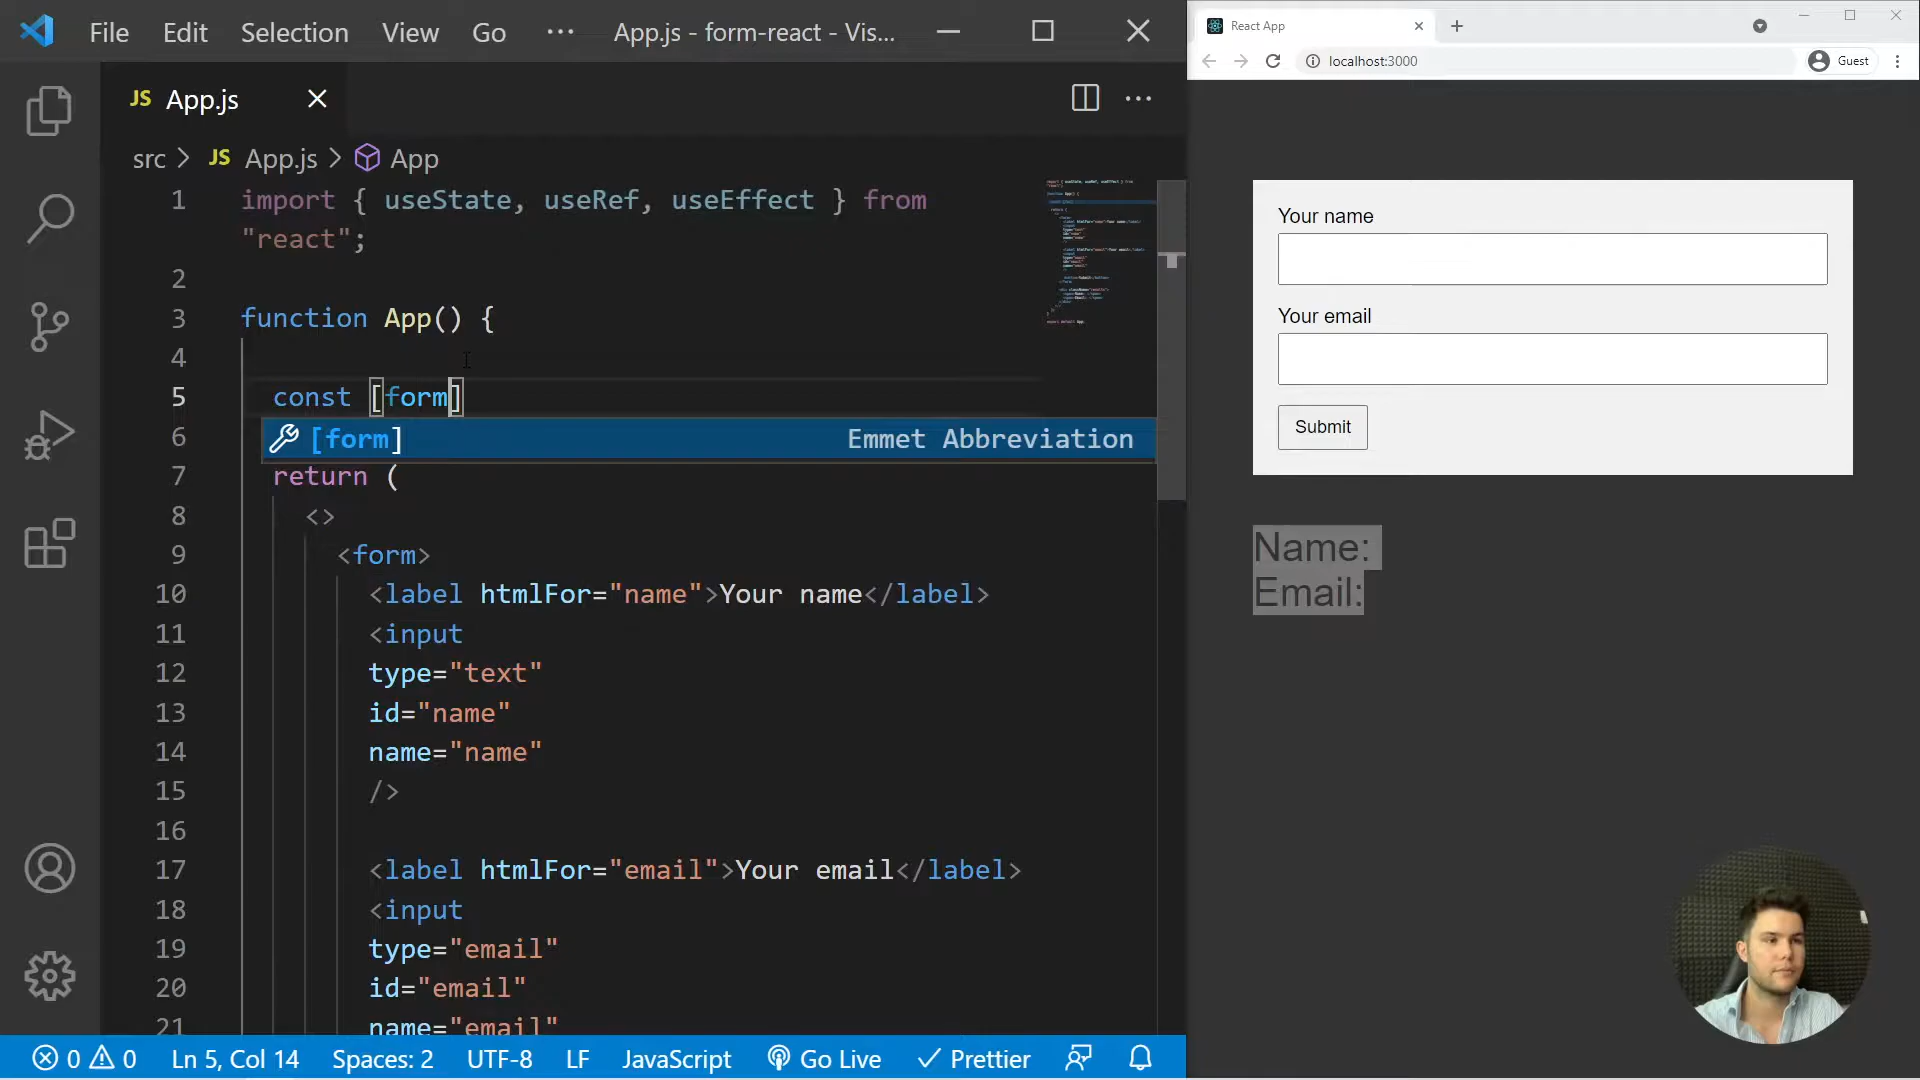 File Edit Selection View Go ··· App.js - form-react - Vis...
JS App.js
src > JS App.js > App
1 import { useState, useRef, useEffect } from
"react";
2
3 function App() {
4
5 const [form]
6 [form] Emmet Abbreviation
7 return (
8 <>
9 <form>
10 <label htmlFor="name">Your name</label>
11 <input
12 type="text"
13 id="name"
14 name="name"
15 />
16
17 <label htmlFor="email">Your email</label>
18 <input
19 type="email"
20 id="email"
21 name="email"
0 0 Ln 5, Col 14 Spaces: 2 UTF-8 LF JavaScript Go Live Prettier
React App
localhost:3000 Guest
Your name
Your email
Submit
Name:
Email: